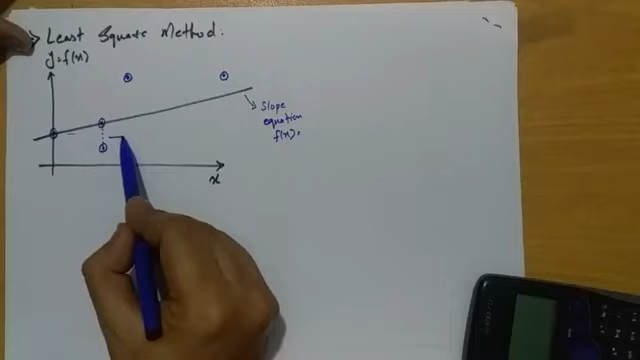 Least Square Method:
y=f(x)
Slope
equation
f(x)=
x